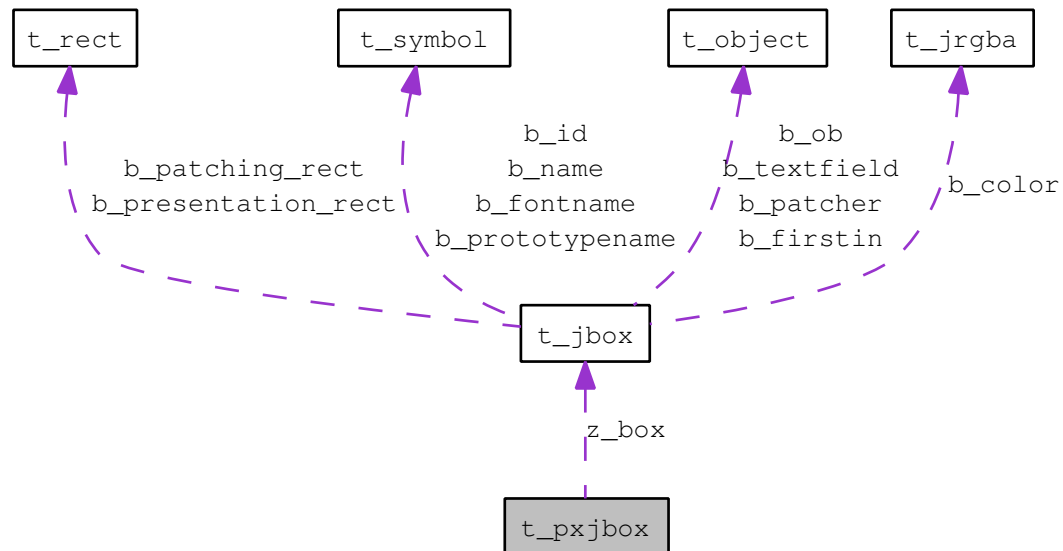 t_rect
t_symbol
t_object
t_jrgba
b_patching_rect
b_presentation_rect
b_id
b_name
b_fontname
b_prototypename
b_ob
b_textfield
b_patcher
b_firstin
b_color
t_jbox
z_box
t_pxjbox